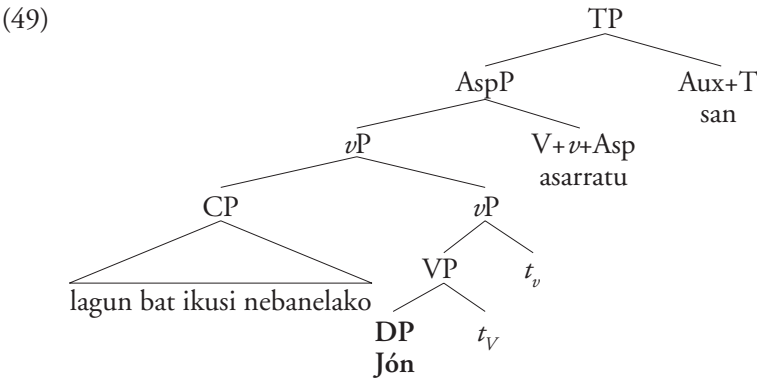 (49)
TP
AspP Aux+T
san
vP V+v+Asp
asarratu
CP vP
VP t_v
lagun bat ikusi nebanelako
DP t_V
Jón